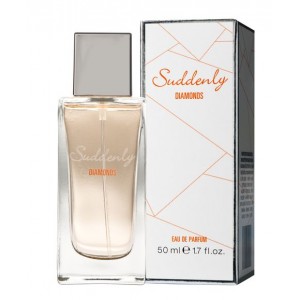 Suddenly
DIAMONDS
Suddenly
DIAMONDS
EAU DE PARFUM
50 ml e 1.7 fl.oz.